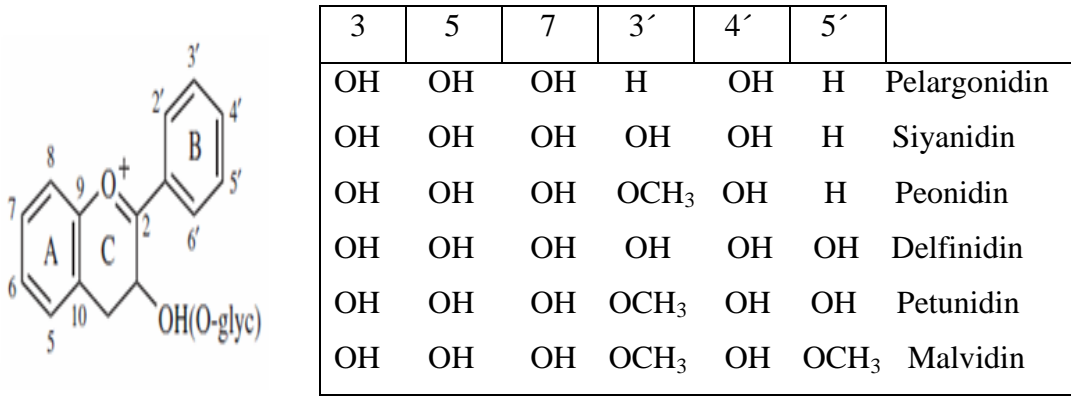 3′
2′
4′
B
8
5′
9
O+
7
2
6′
A
C
6
10
OH(O-glyc)
5
3 5 7 3´ 4´ 5´
OH OH OH H OH H Pelargonidin
OH OH OH OH OH H Siyanidin
OH OH OH OCH₃ OH H Peonidin
OH OH OH OH OH OH Delfinidin
OH OH OH OCH₃ OH OH Petunidin
OH OH OH OCH₃ OH OCH₃ Malvidin